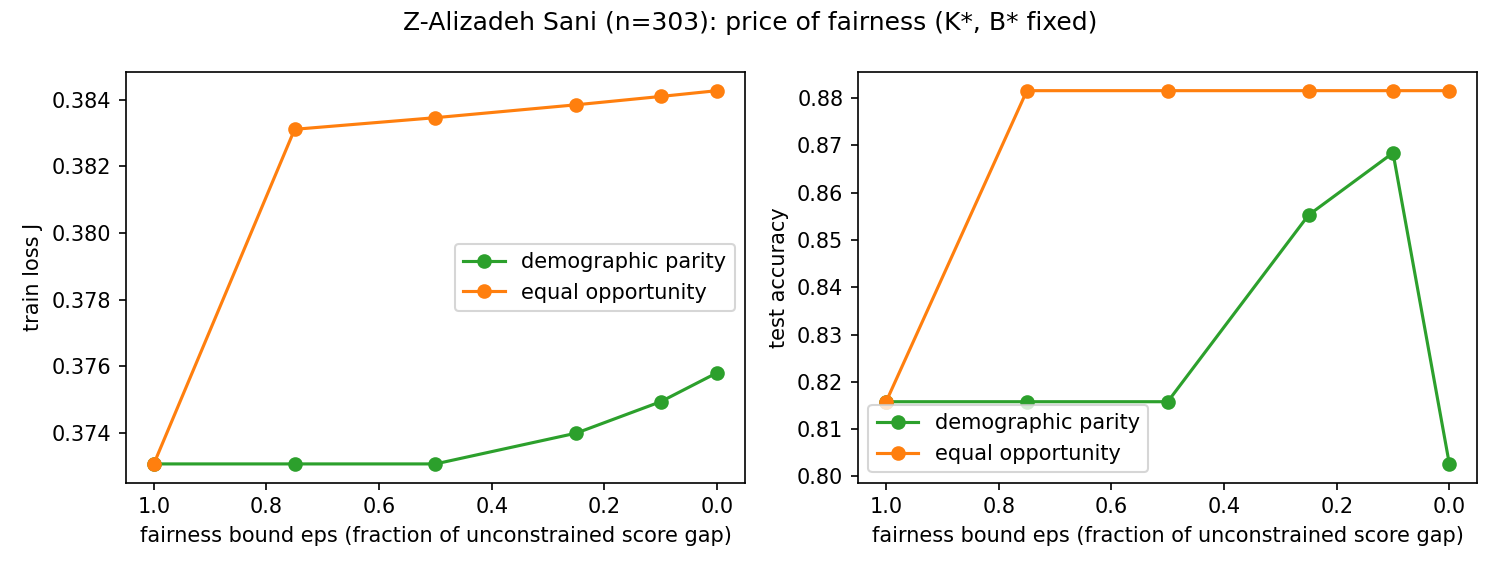 Z-Alizadeh Sani (n=303): price of fairness (K*, B* fixed)
train loss J
0.384
0.382
0.380
0.378
0.376
0.374
demographic parity
equal opportunity
1.0 0.8 0.6 0.4 0.2 0.0
fairness bound eps (fraction of unconstrained score gap)
test accuracy
0.88
0.87
0.86
0.85
0.84
0.83
0.82
0.81
0.80
demographic parity
equal opportunity
1.0 0.8 0.6 0.4 0.2 0.0
fairness bound eps (fraction of unconstrained score gap)